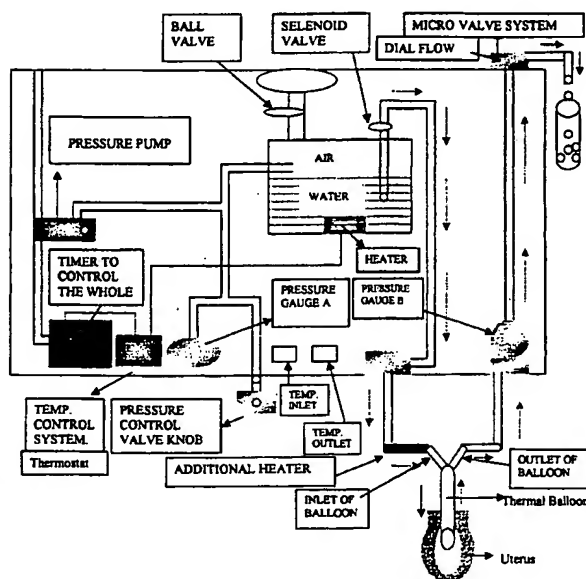 BALL
VALVE
SELENOID
VALVE
MICRO VALVE SYSTEM
DIAL FLOW
PRESSURE PUMP
AIR
WATER
HEATER
TIMER TO
CONTROL
THE WHOLE
PRESSURE
GAUGE A
PRESSURE
GAUGE B
TEMP.
INLET
TEMP.
OUTLET
TEMP.
CONTROL
SYSTEM.
Thermostat
PRESSURE
CONTROL
VALVE KNOB
ADDITIONAL HEATER
INLET OF
BALLOON
OUTLET OF
BALLOON
Thermal Balloon
Uterus